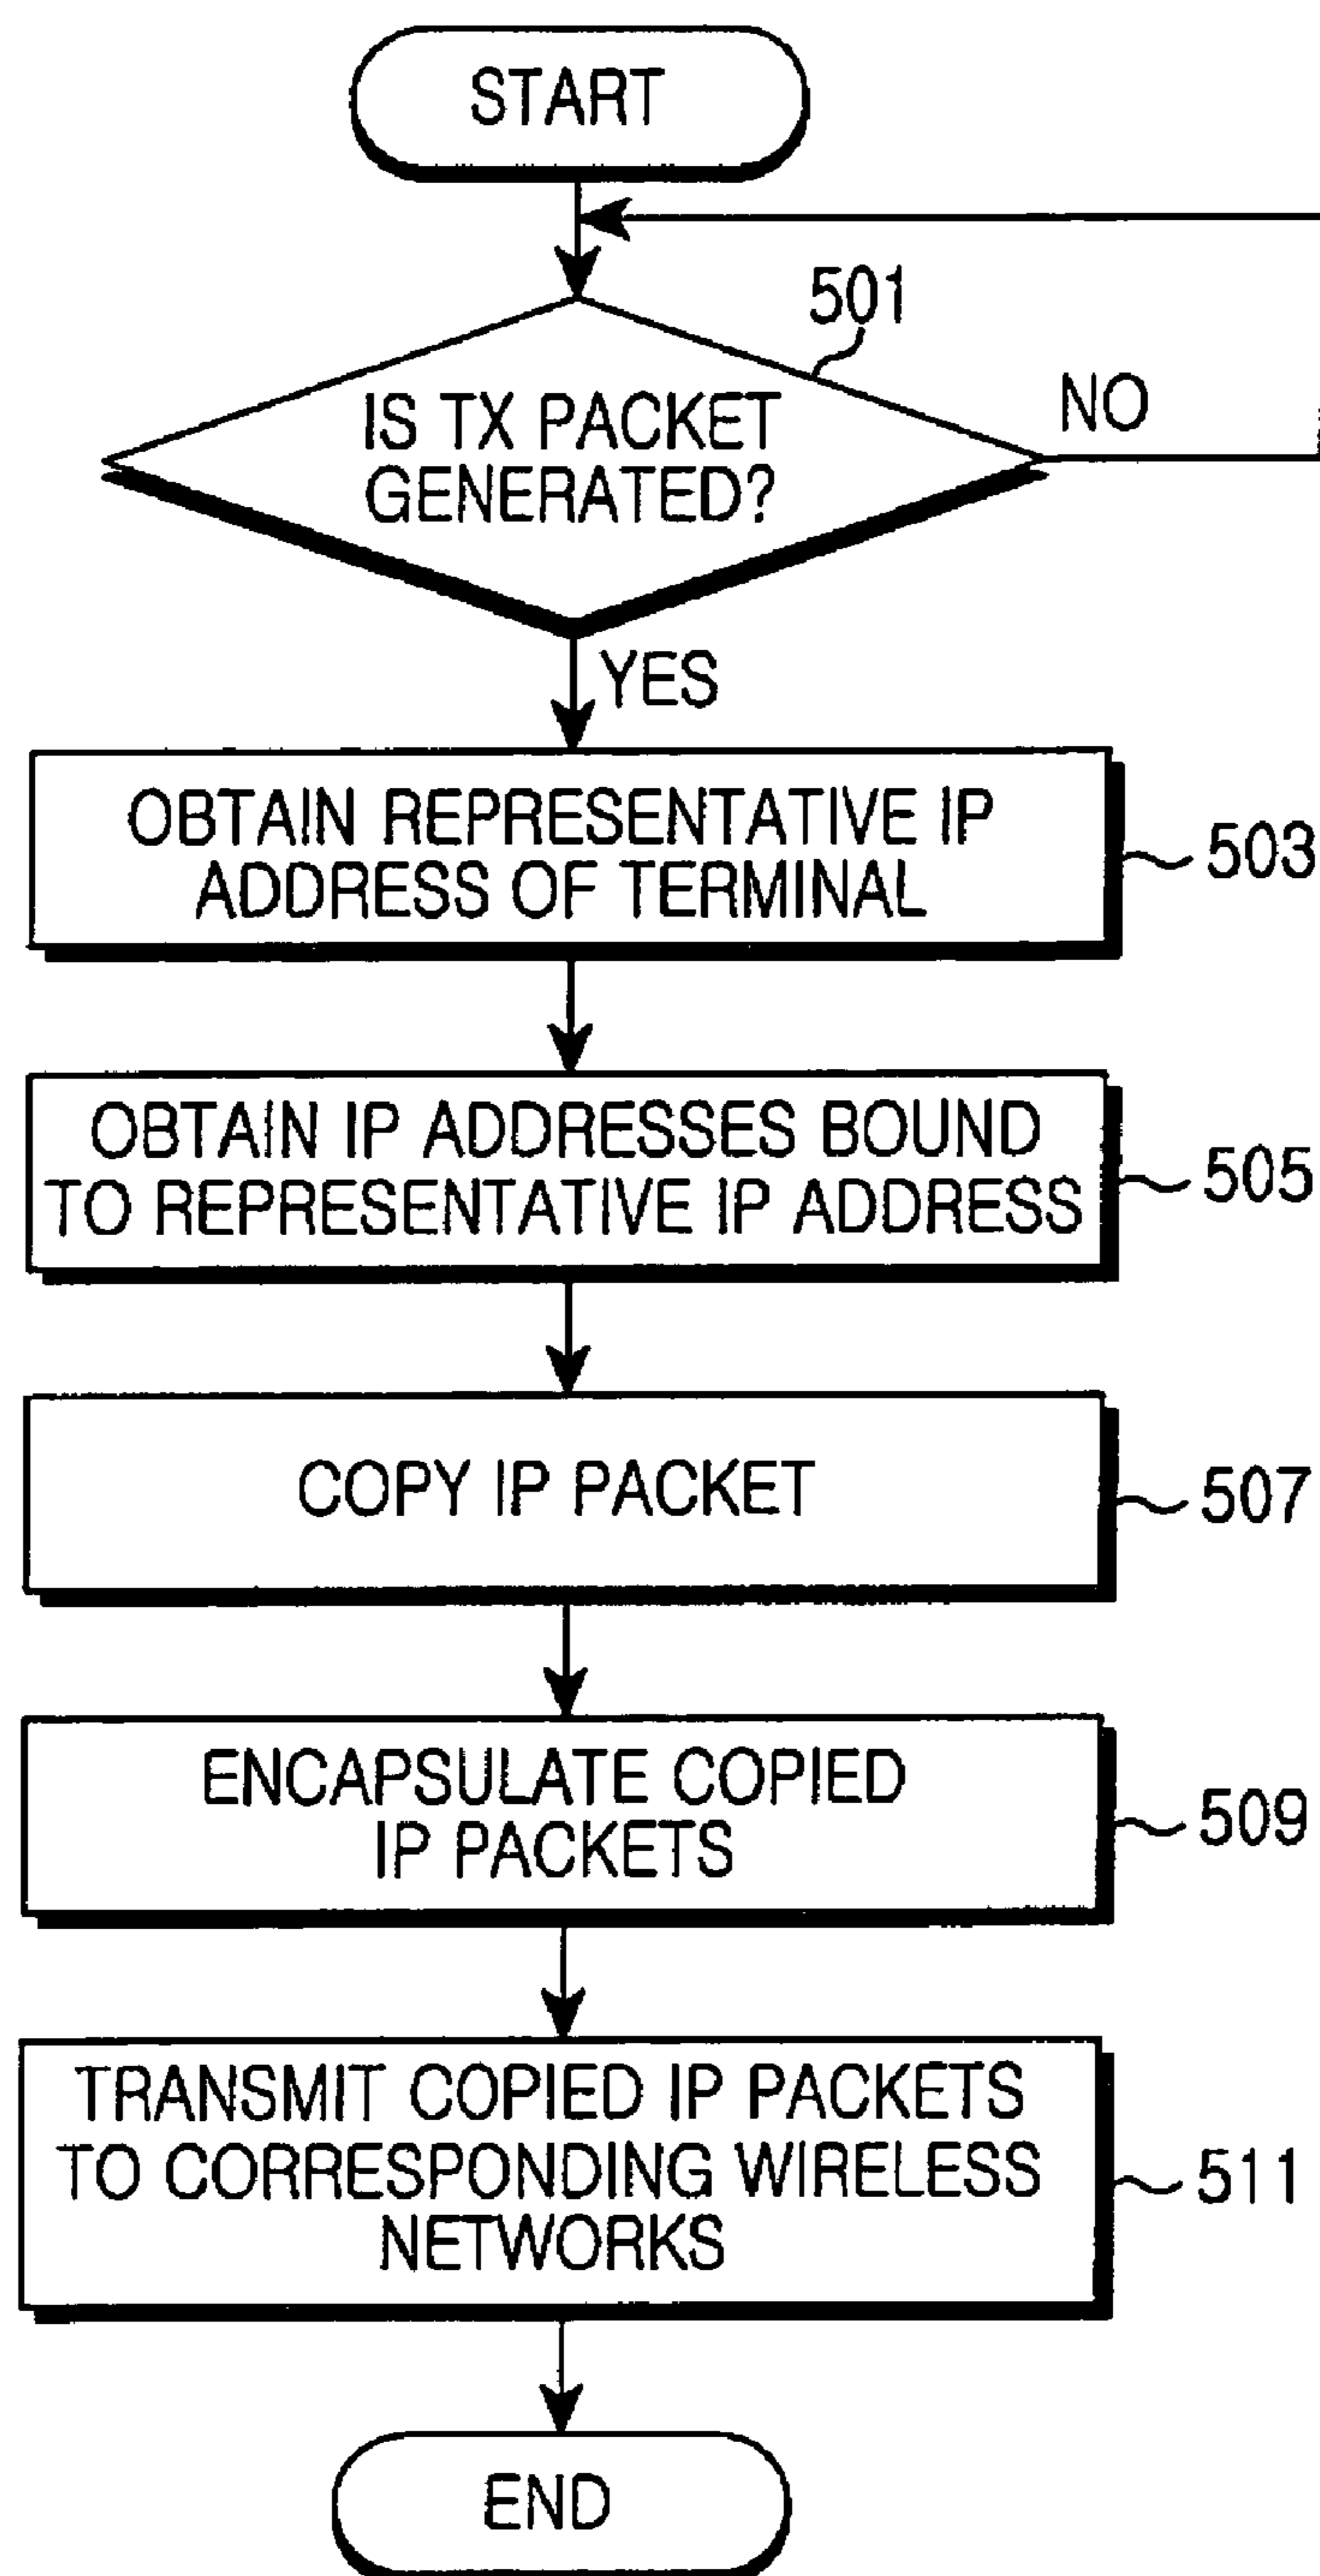 START
501
IS TX PACKET
GENERATED?
NO
YES
OBTAIN REPRESENTATIVE IP
ADDRESS OF TERMINAL
503
OBTAIN IP ADDRESSES BOUND
TO REPRESENTATIVE IP ADDRESS
505
COPY IP PACKET
507
ENCAPSULATE COPIED
IP PACKETS
509
TRANSMIT COPIED IP PACKETS
TO CORRESPONDING WIRELESS
NETWORKS
511
END